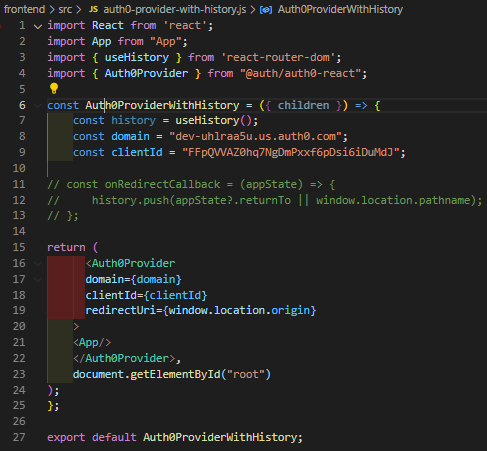 frontend > src > JS auth0-provider-with-history.js > Auth0ProviderWithHistory
1 import React from 'react';
2 import App from "App";
3 import { useHistory } from 'react-router-dom';
4 import { Auth0Provider } from "@auth/auth0-react";
5
6 const Auth0ProviderWithHistory = ({ children }) => {
7 const history = useHistory();
8 const domain = "dev-uhlraa5u.us.auth0.com";
9 const clientId = "FFpQVVAZ0hq7NgDmPxxf6pDsi6iDuMdJ";
10
11 // const onRedirectCallback = (appState) => {
12 // history.push(appState?.returnTo || window.location.pathname);
13 // };
14
15 return (
16 <Auth0Provider
17 domain={domain}
18 clientId={clientId}
19 redirectUri={window.location.origin}
20 >
21 <App/>
22 </Auth0Provider>,
23 document.getElementById("root")
24 );
25 };
26
27 export default Auth0ProviderWithHistory;